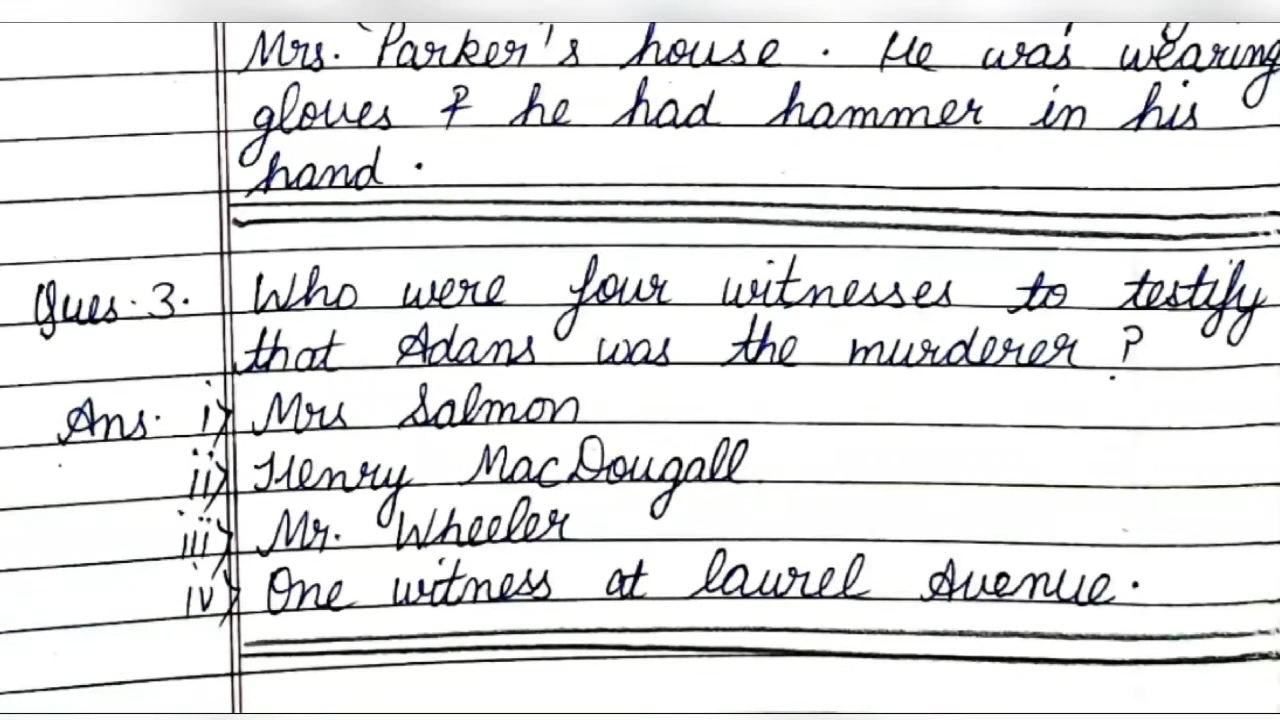 Mrs. Parker's house. He was wearing
gloves & he had hammer in his
hand.
Ques. 3. Who were four witnesses to testify
that Adans was the murderer?
Ans. i) Mrs Salmon
ii) Henry MacDougall
iii) Mr. Wheeler
iv) One witness at laurel Avenue.